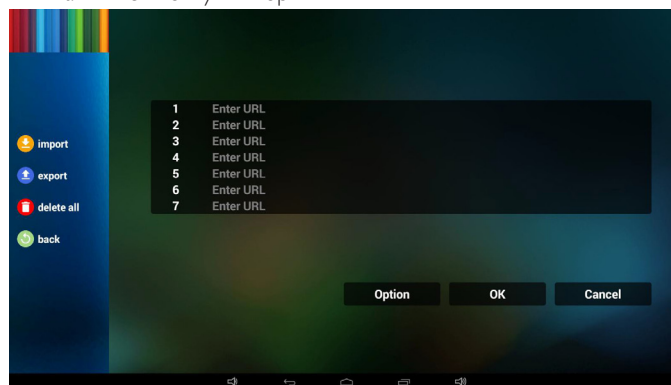 import
export
delete all
back
1 Enter URL
2 Enter URL
3 Enter URL
4 Enter URL
5 Enter URL
6 Enter URL
7 Enter URL
Option OK Cancel